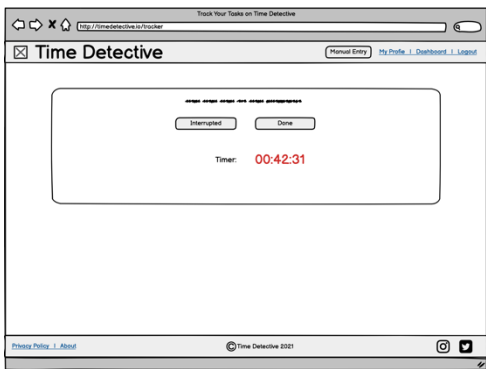 Track Your Tasks on Time Detective
http://timedetective.io/tracker
Time Detective
Manual Entry
My Profile | Dashboard | Logout
Interrupted
Done
Timer: 00:42:31
Privacy Policy | About
© Time Detective 2021